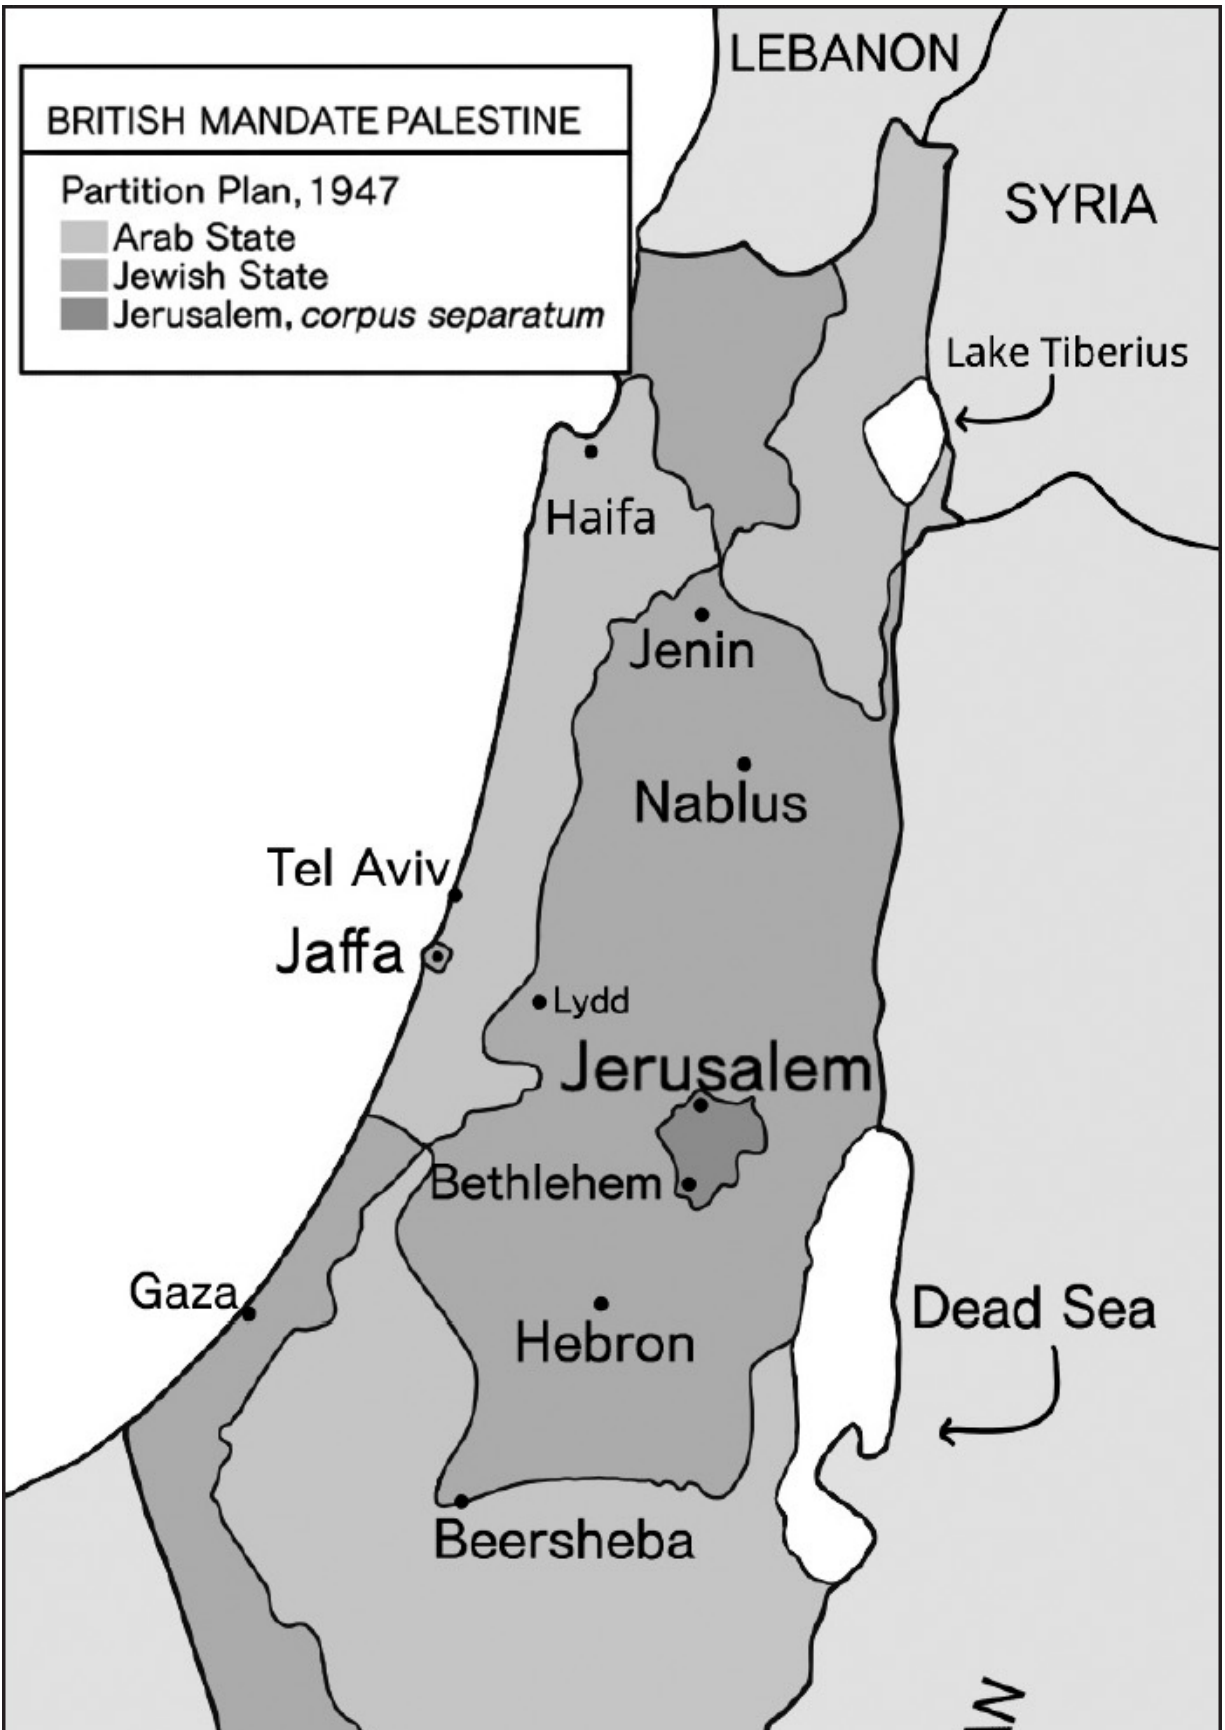 LEBANON
BRITISH MANDATE PALESTINE
Partition Plan, 1947
Arab State
Jewish State
Jerusalem, corpus separatum
SYRIA
Lake Tiberius
Haifa
Jenin
Nablus
Tel Aviv
Jaffa
Lydd
Jerusalem
Bethlehem
Gaza
Dead Sea
Hebron
Beersheba
N